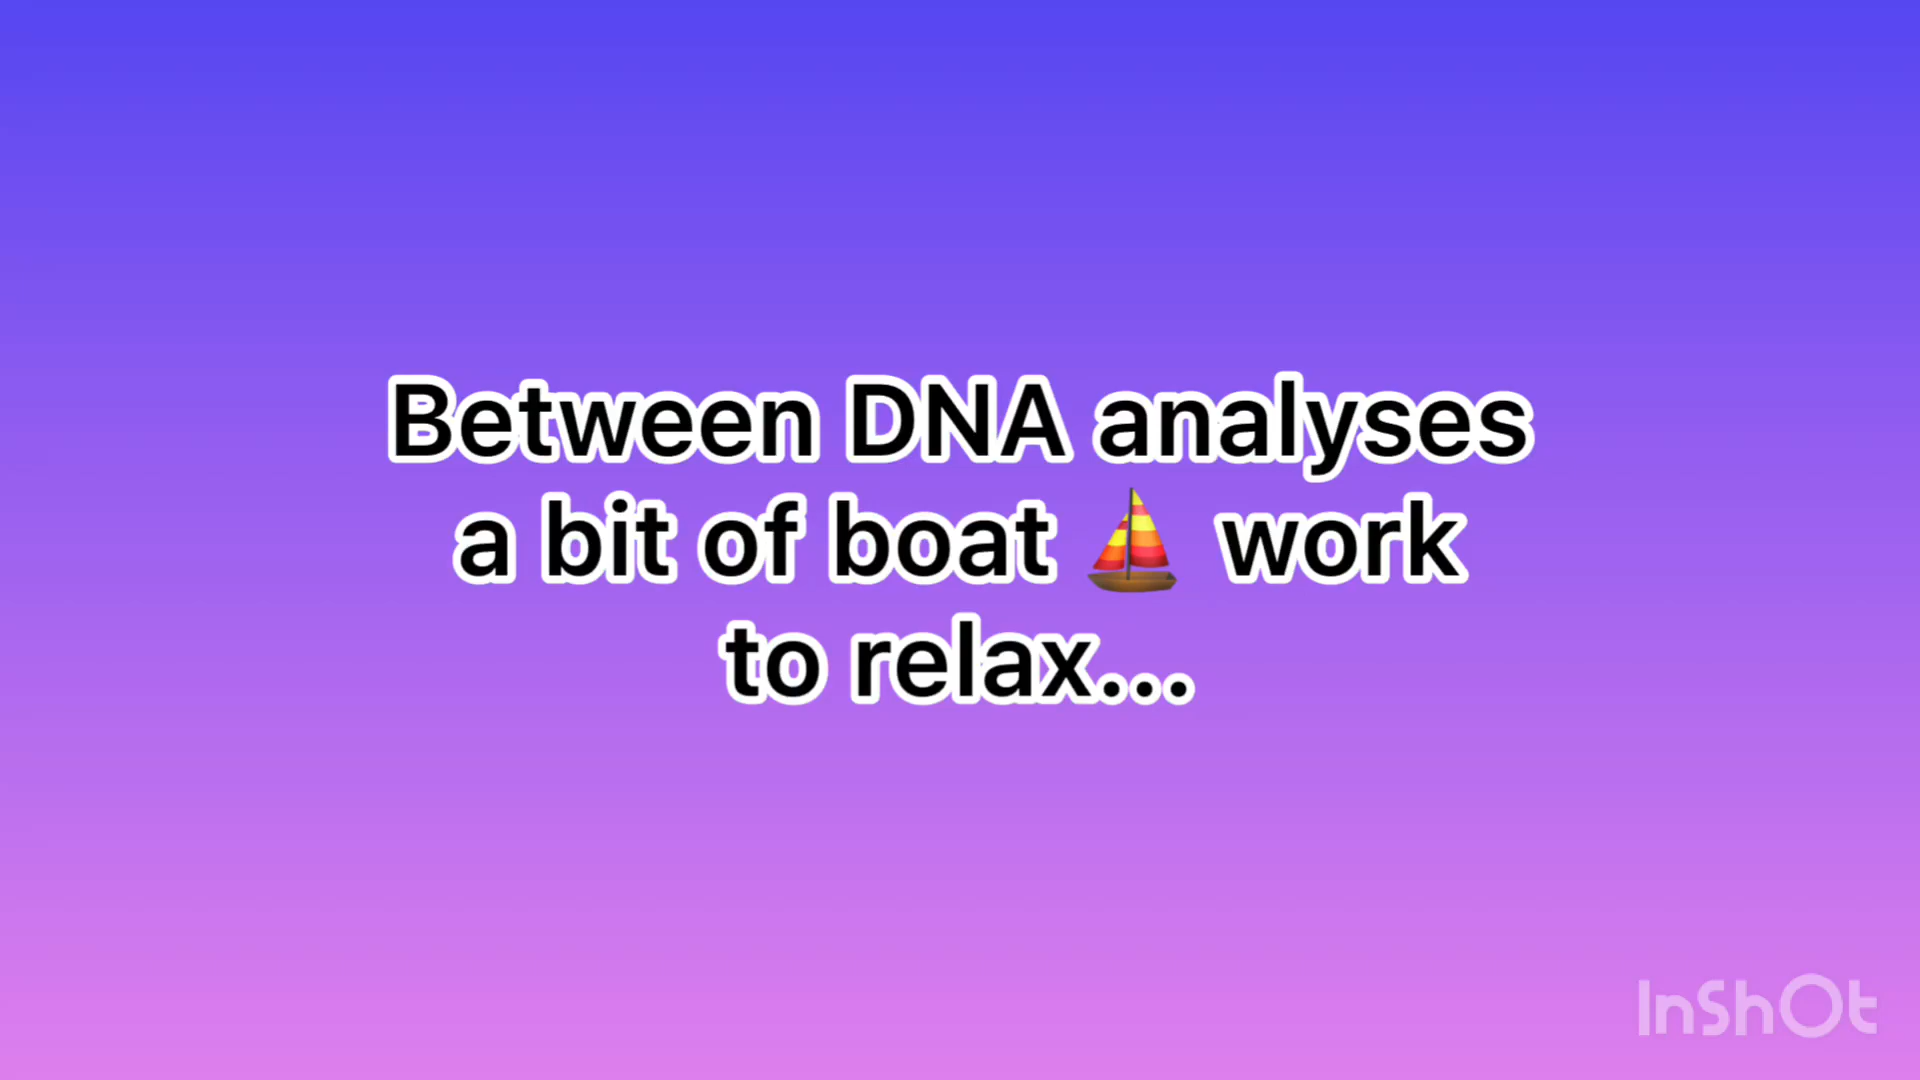 Between DNA analyses
a bit of boat ⛵ work
to relax...
InShOt